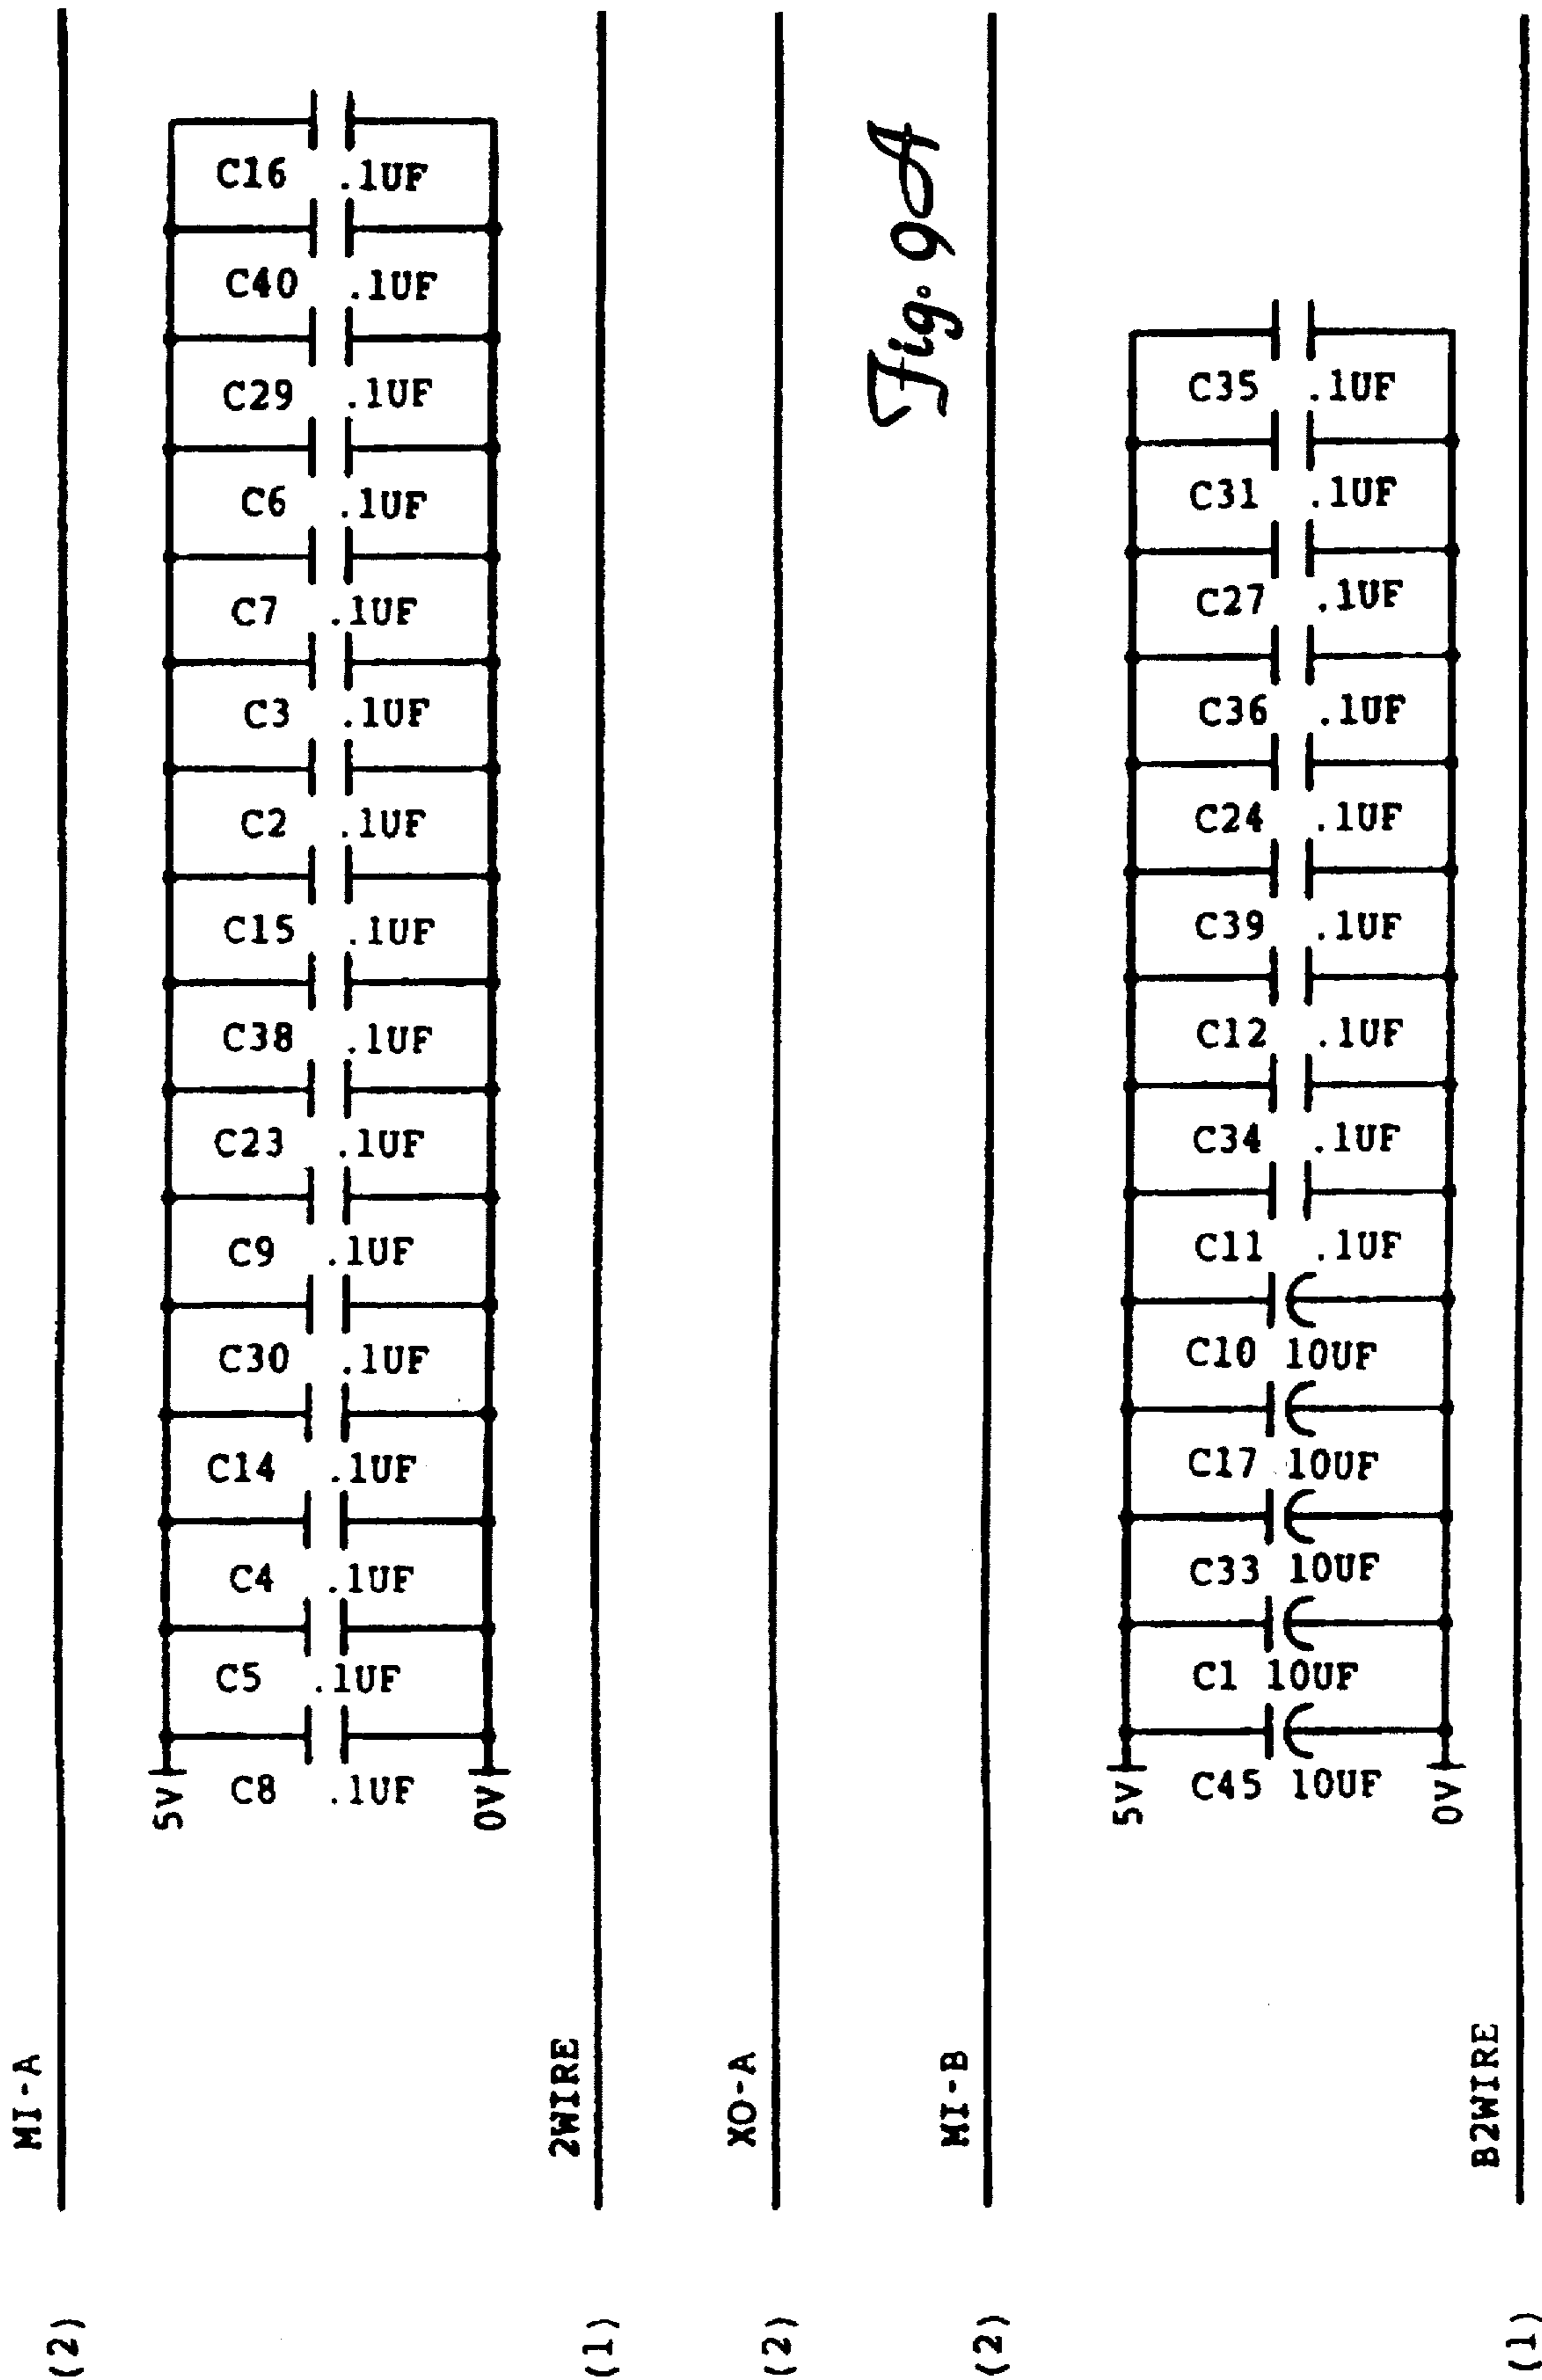 MI-A
(2)
C16 .1UF
C40 .1UF
C29 .1UF
C6 .1UF
C7 .1UF
C3 .1UF
C2 .1UF
C15 .1UF
C38 .1UF
C23 .1UF
C9 .1UF
C30 .1UF
C14 .1UF
C4 .1UF
C5 .1UF
C8 .1UF
5V
0V
2WIRE
(1)
XO-A
(2)
Fig. 9A
MI-B
(2)
C35 .1UF
C31 .1UF
C27 .1UF
C36 .1UF
C24 .1UF
C39 .1UF
C12 .1UF
C34 .1UF
C11 .1UF
C10 10UF
C17 10UF
C33 10UF
C1 10UF
C45 10UF
5V
0V
B2WIRE
(1)